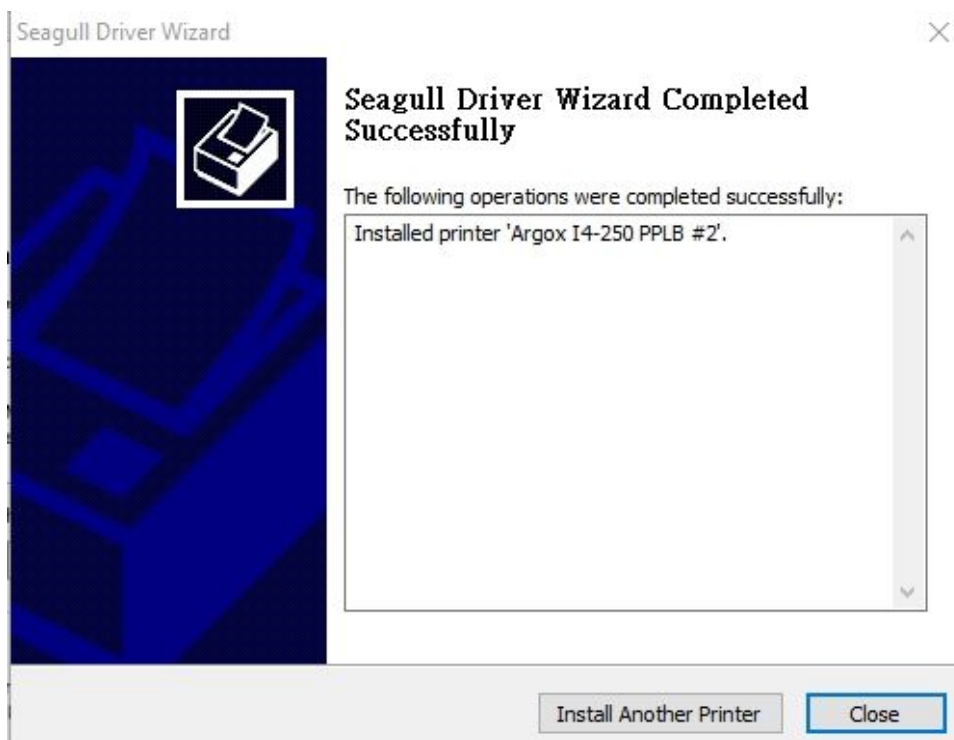 Seagull Driver Wizard
Seagull Driver Wizard Completed
Successfully
The following operations were completed successfully:
Installed printer 'Argox I4-250 PPLB #2'.
Install Another Printer
Close